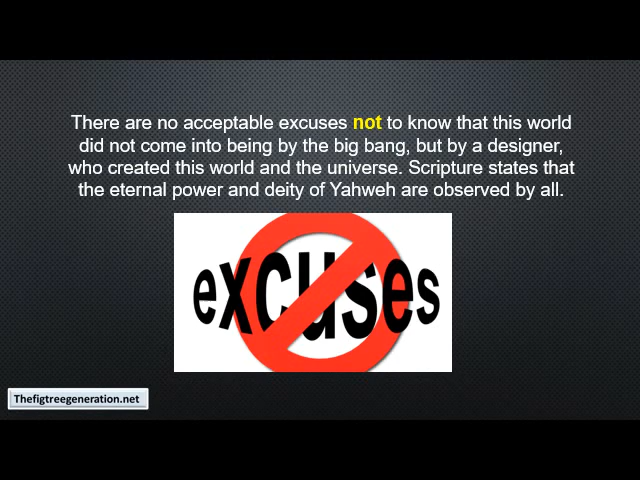 There are no acceptable excuses not to know that this world
did not come into being by the big bang, but by a designer,
who created this world and the universe. Scripture states that
the eternal power and deity of Yahweh are observed by all.
excuses
Thefigtreegeneration.net